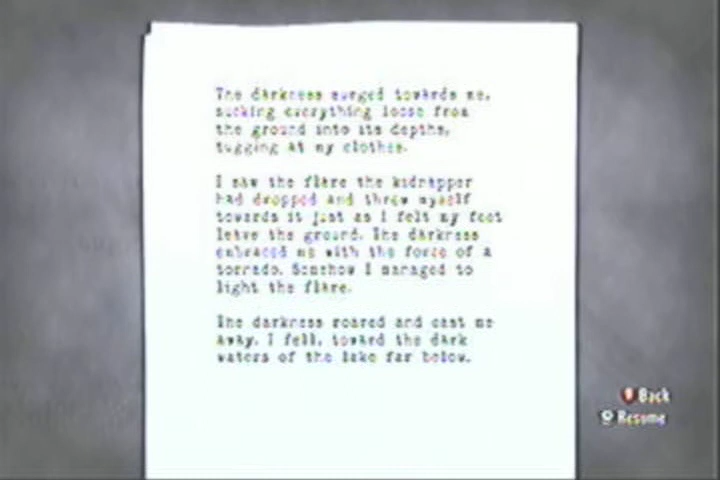 The darkness surged towards me,
sucking everything loose from
the ground into its depths,
tugging at my clothes.
I saw the flare the kidnapper
had dropped and threw myself
towards it just as I felt my feet
leave the ground. The darkness
embraced me with the force of a
tornado. Somehow I managed to
light the flare.
The darkness roared and cast me
away. I fell, toward the dark
waters of the lake far below.
Back
Resume